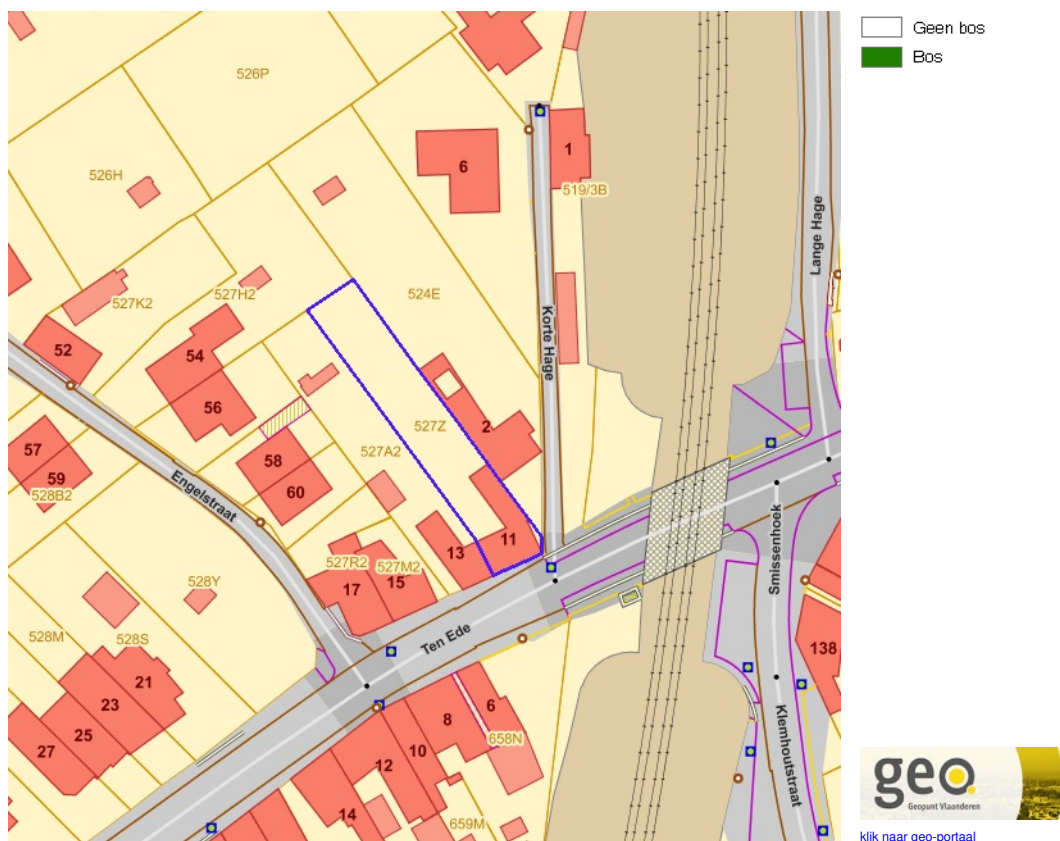 Geen bos
Bos
526P
526H
6
1
519/3B
Lange Hage
527K2
527H2
524E
Korte Hage
52
54
56
527Z
2
57
59
528B2
58
60
527A2
Engelstraat
11
13
527R2
527M2
15
17
Smissenhoek
528Y
528M
528S
Ten Ede
138
21
23
25
27
6
8
10
12
14
658N
659M
Klemhoutstraat
geo
Geopunt Vlaanderen
klik naar geo-portaal